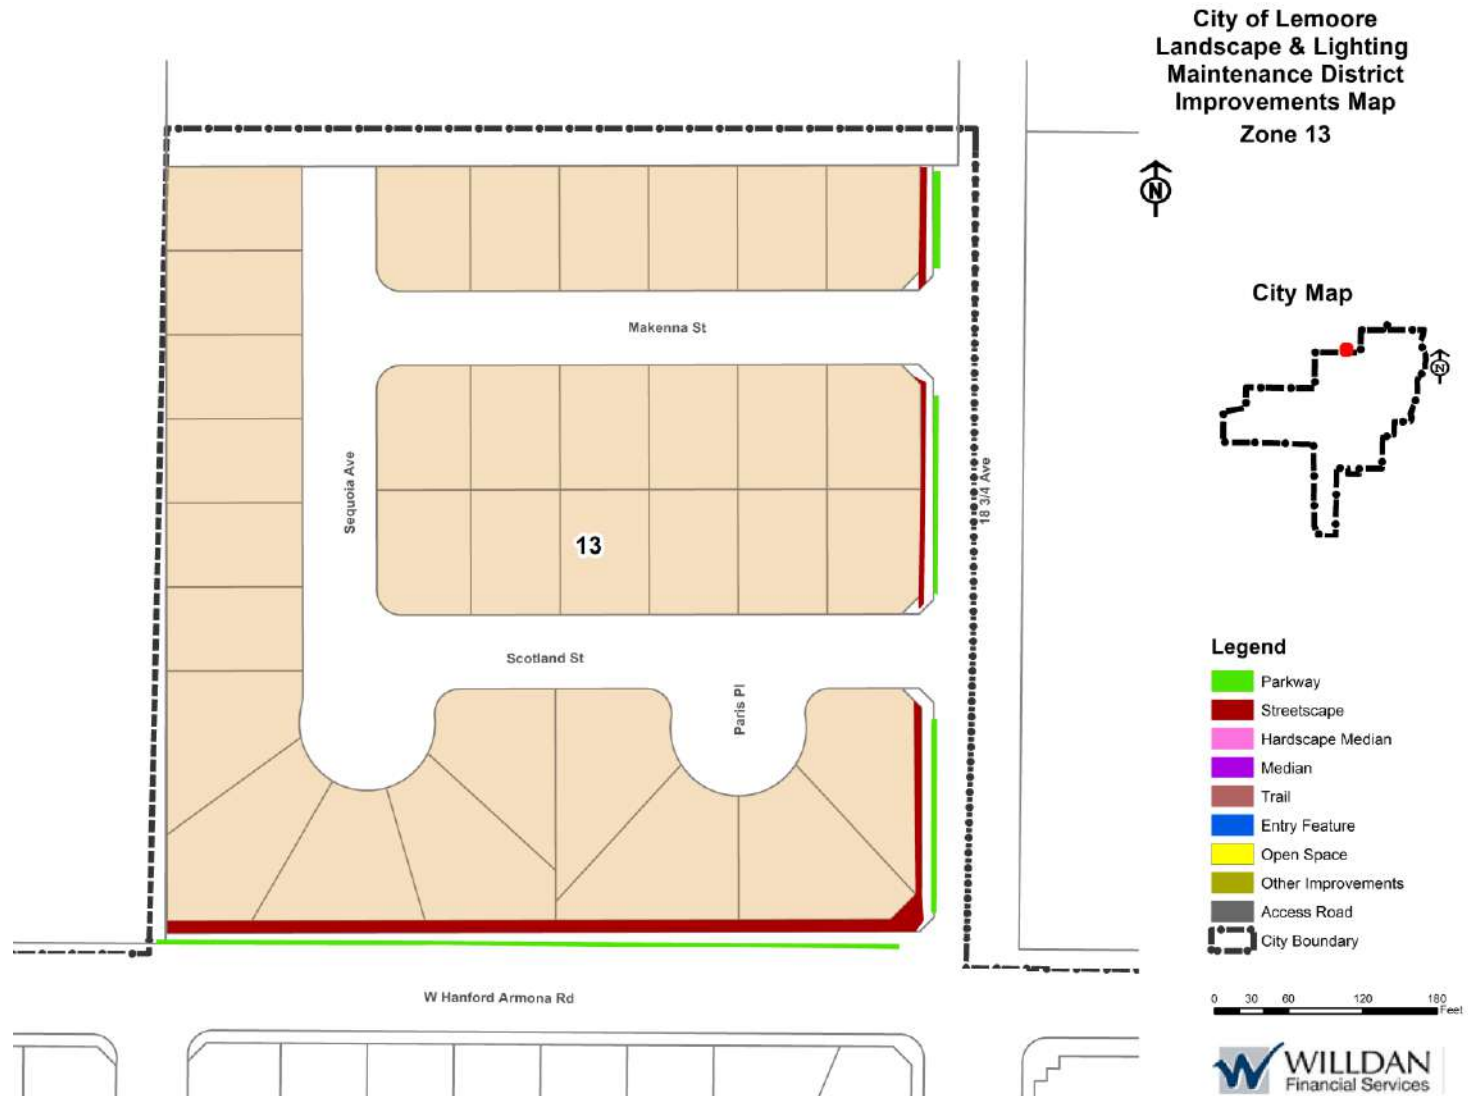 City of Lemoore
Landscape & Lighting
Maintenance District
Improvements Map
Zone 13
N
City Map
N
Makenna St
Sequoia Ave
18 3/4 Ave
13
Scotland St
Paris Pl
W Hanford Armona Rd
Legend
Parkway
Streetscape
Hardscape Median
Median
Trail
Entry Feature
Open Space
Other Improvements
Access Road
City Boundary
0 30 60 120 180
Feet
W WILLDAN
Financial Services